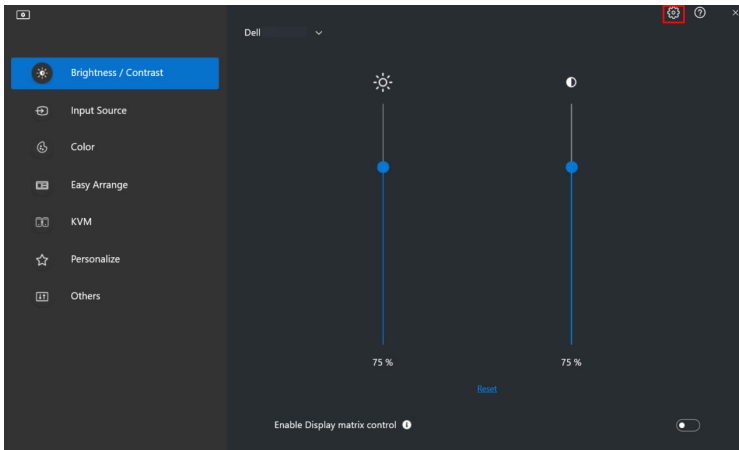 Dell
Brightness / Contrast
Input Source
Color
Easy Arrange
KVM
Personalize
Others
75 %
75 %
Reset
Enable Display matrix control